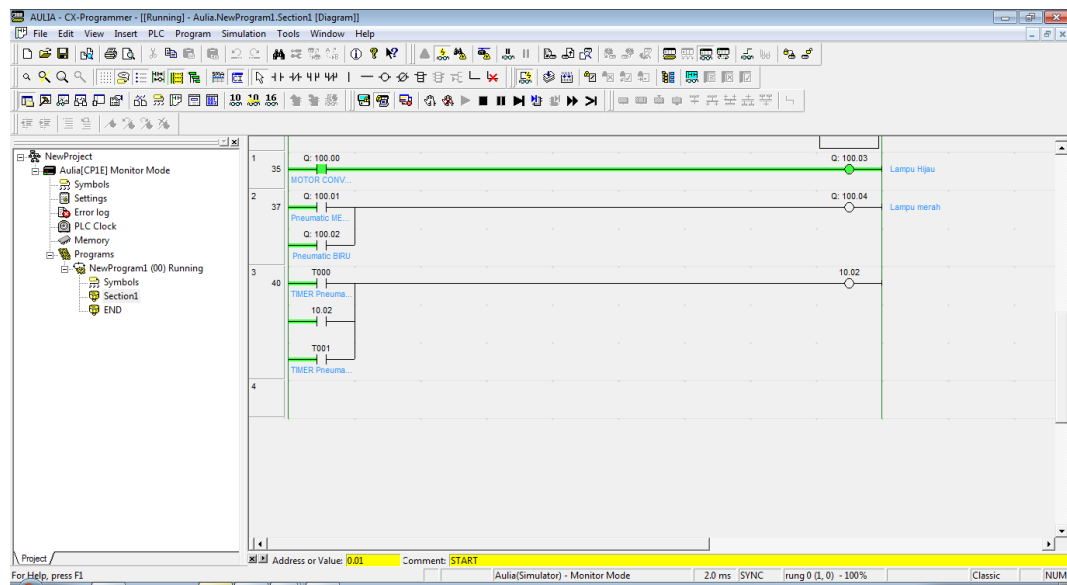 AULIA - CX-Programmer - [[Running] - Aulia.NewProgram1.Section1 [Diagram]]
File Edit View Insert PLC Program Simulation Tools Window Help
10 10 16
NewProject
Aulia[CP1E] Monitor Mode
Symbols
Settings
Error log
PLC Clock
Memory
Programs
NewProgram1 (00) Running
Symbols
Section1
END
Project
1
35
Q: 100.00
MOTOR CONV...
Q: 100.03
Lampu Hijau
2
37
Q: 100.01
Pneumatic ME...
Q: 100.04
Lampu merah
Q: 100.02
Pneumatic BIRU
3
40
T000
TIMER Pneuma...
10.02
10.02
T001
TIMER Pneuma...
4
Address or Value: 0.01 Comment: START
For Help, press F1 Aulia(Simulator) - Monitor Mode 2.0 ms SYNC rung 0 (1, 0) - 100% Classic NUM